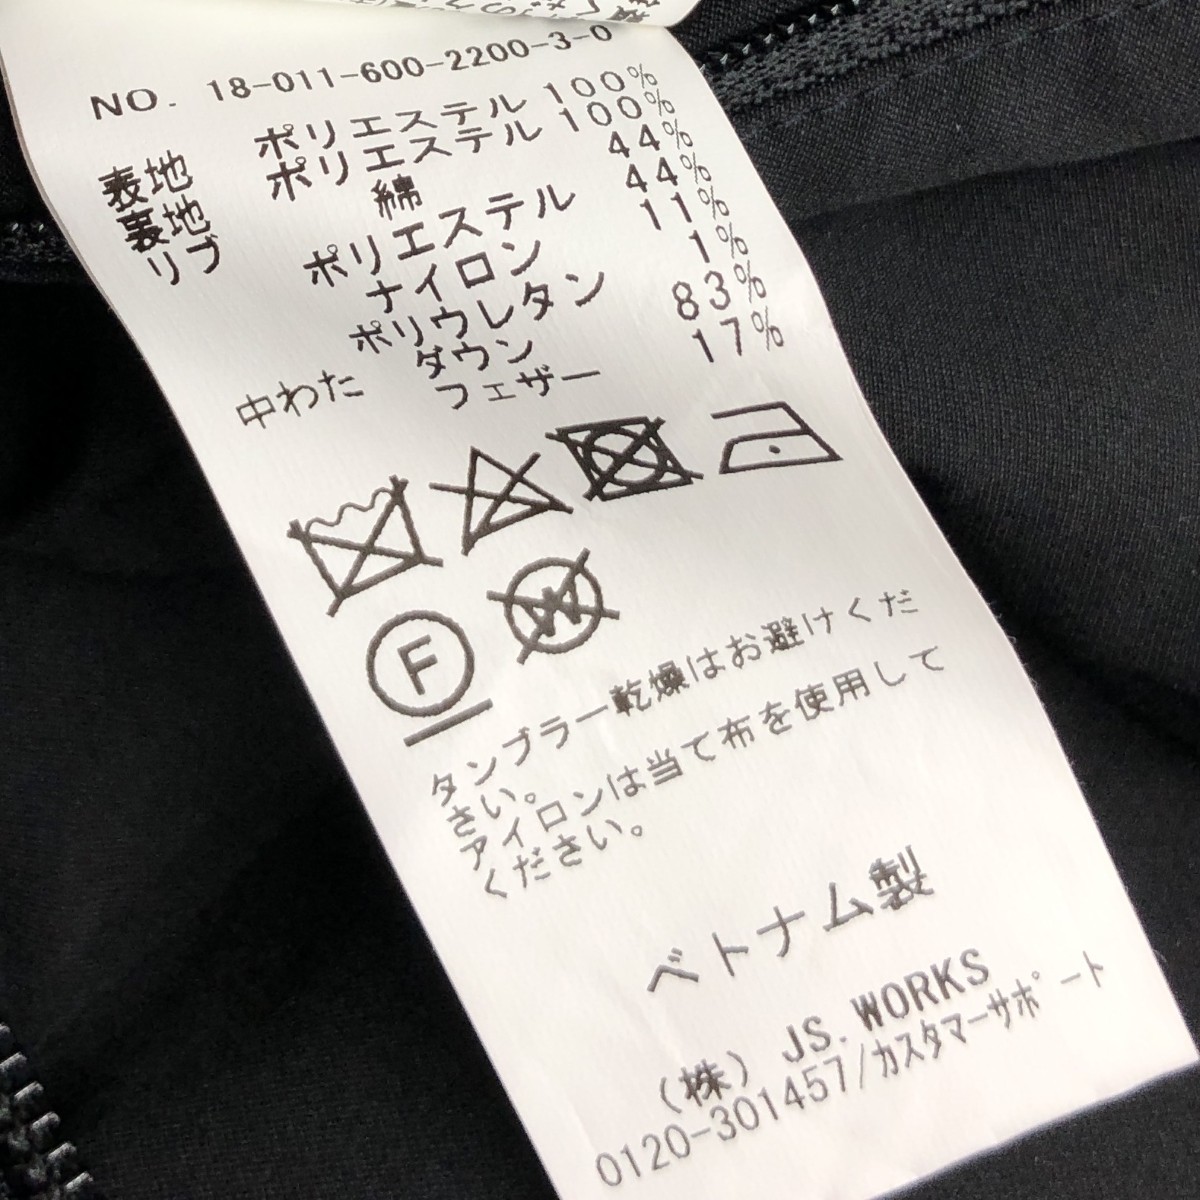 NO. 18-011-600-2200-3-0
表地 ポリエステル 100%
裏地 ポリエステル 100%
リブ 綿 44%
ポリエステル 44%
ナイロン 11%
ポリウレタン 1%
中わた ダウン 83%
フェザー 17%
F
W
タンブラー乾燥はお避けくだ
さい。
アイロンは当て布を使用して
ください。
ベトナム製
(株) JS. WORKS
0120-301457/カスタマーサポート